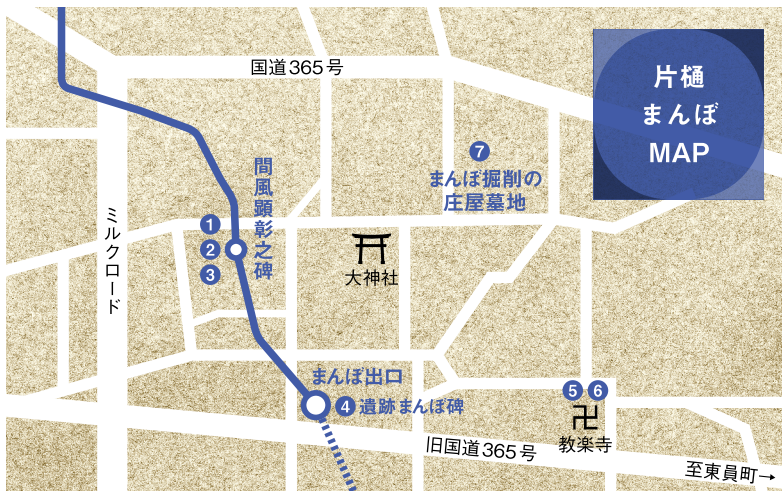 片樋
まんぼ
MAP
国道365号
7
まんぼ掘削の
庄屋墓地
間風顕彰之碑
1
2
3
ミルクロード
大神社
まんぼ出口
4 遺跡まんぼ碑
5 6
卍
教楽寺
旧国道365号
至東員町→